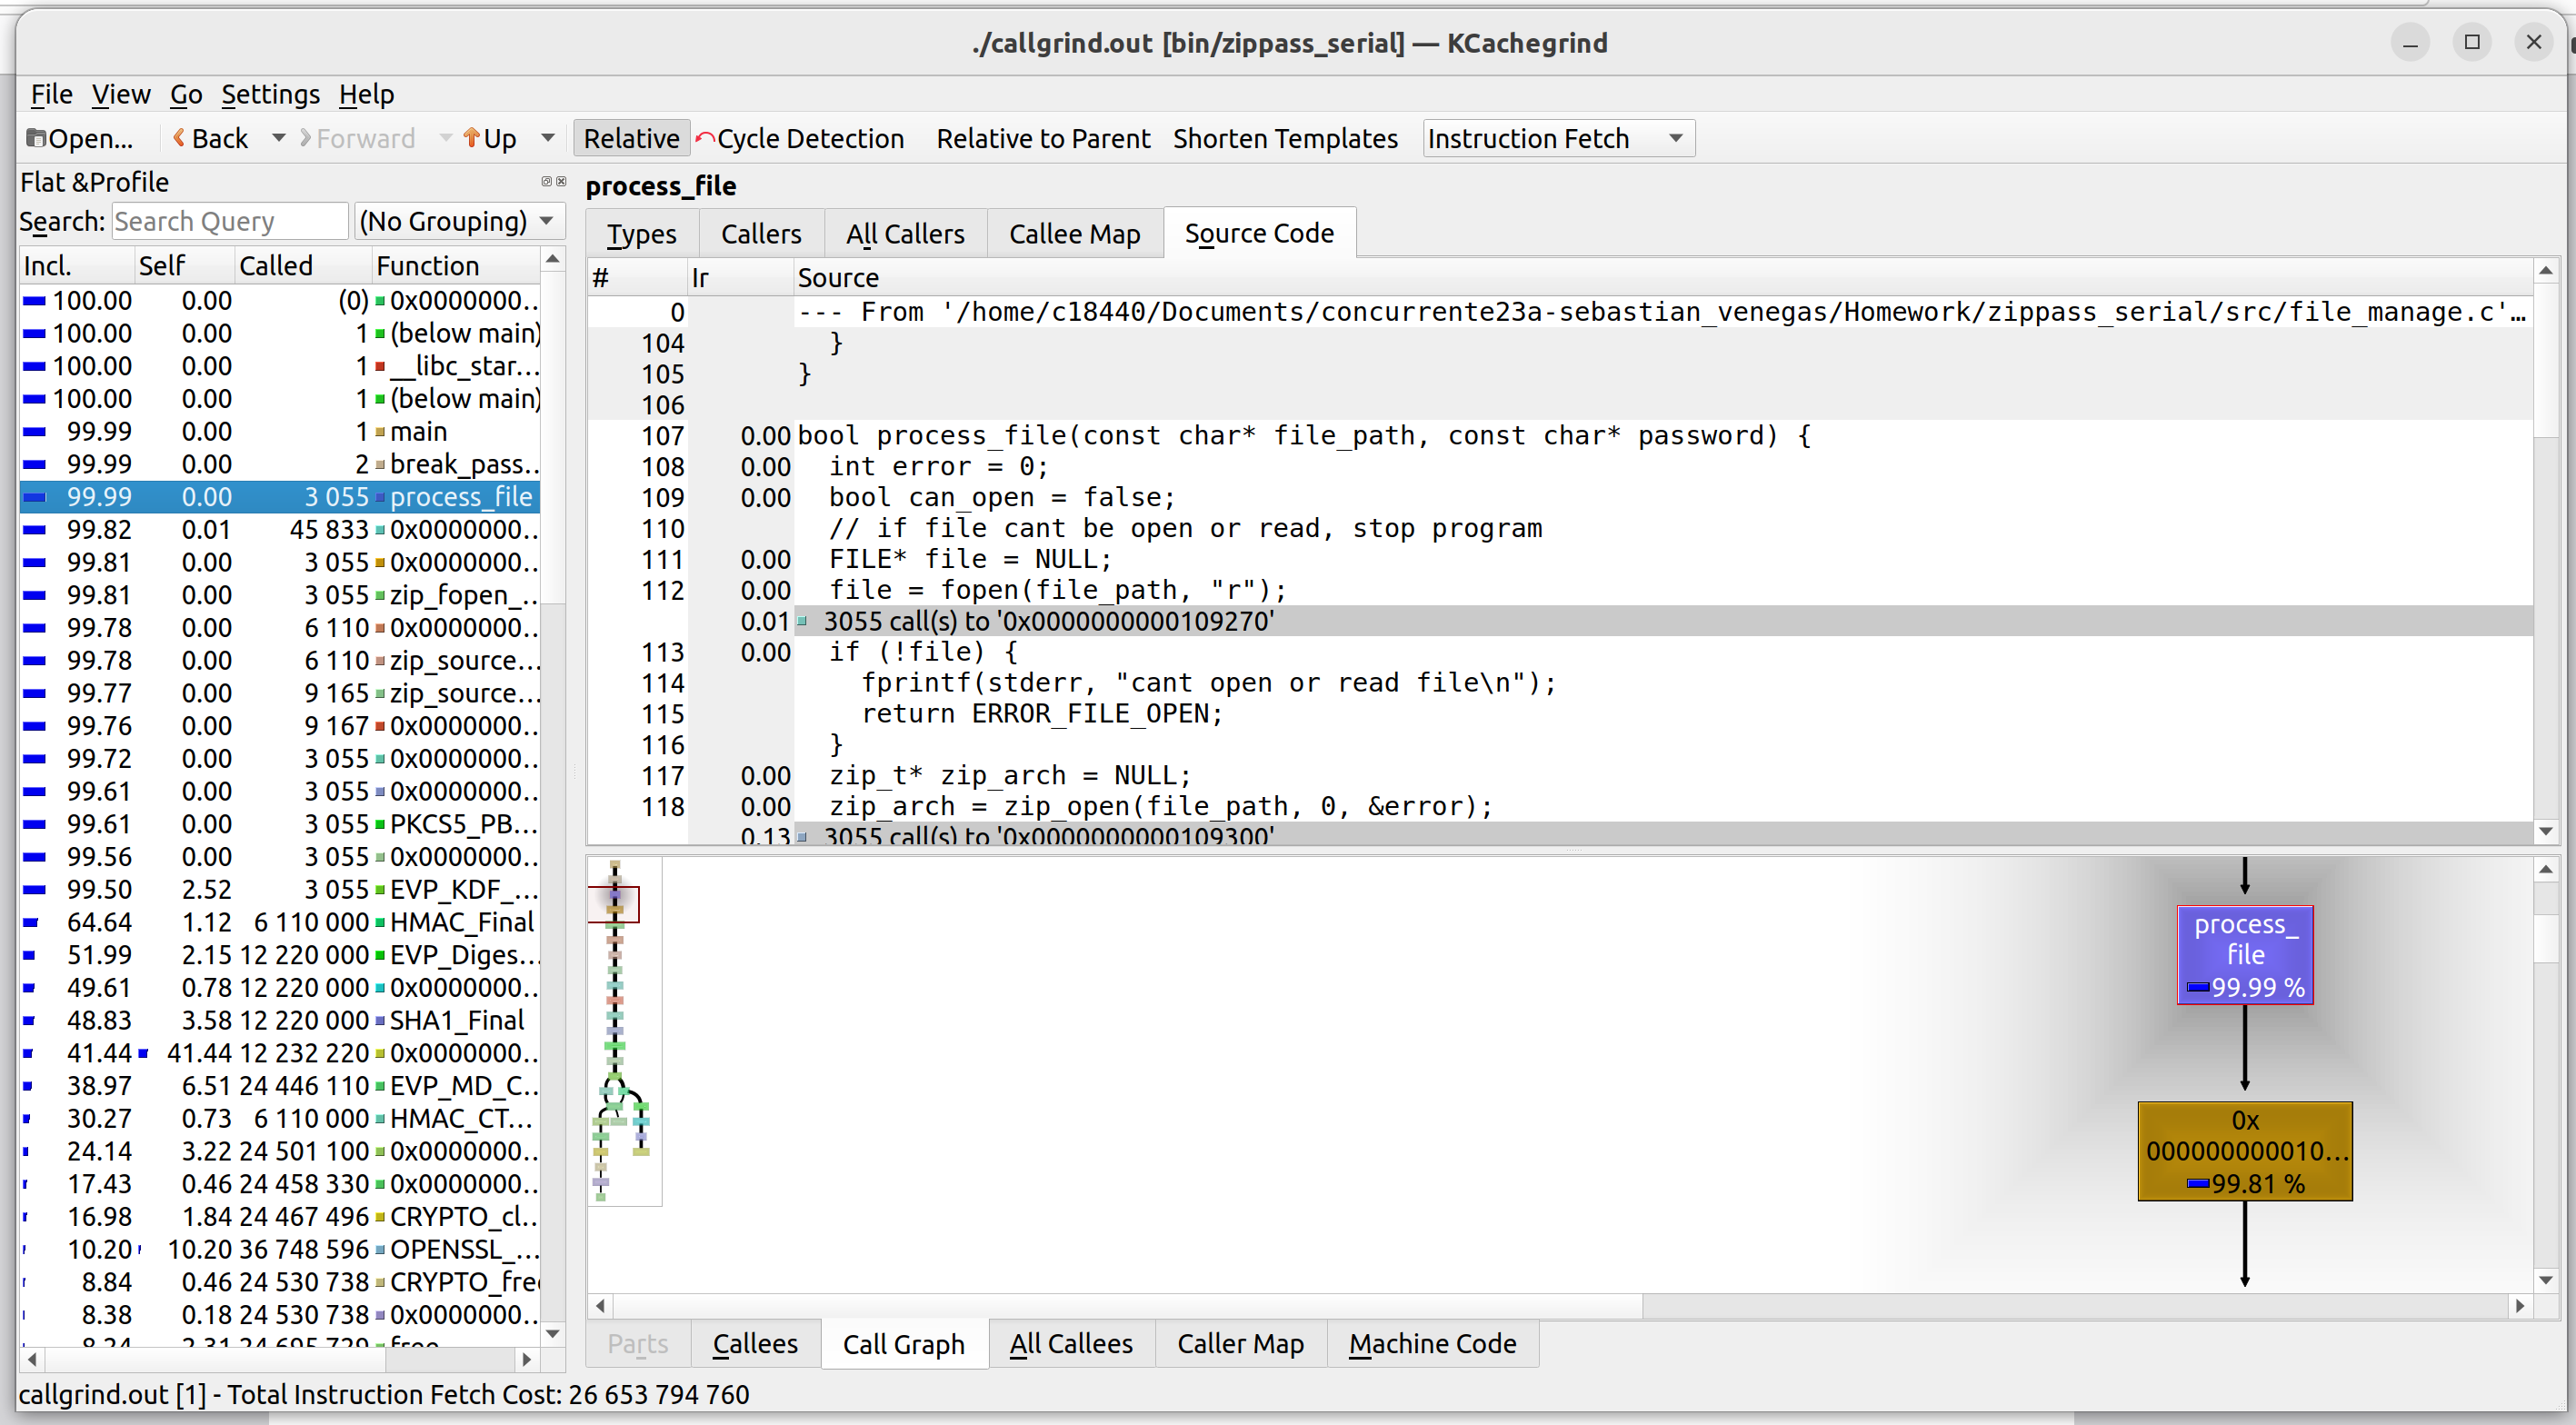 ./callgrind.out [bin/zippass_serial] — KCachegrind
File View Go Settings Help
Open... Back Forward Up Relative Cycle Detection Relative to Parent Shorten Templates Instruction Fetch
Flat &Profile
Search: Search Query (No Grouping)
Incl. Self Called Function
100.00 0.00 (0) 0x0000000...
100.00 0.00 1 (below main)
100.00 0.00 1 __libc_star...
100.00 0.00 1 (below main)
99.99 0.00 1 main
99.99 0.00 2 break_pass...
99.99 0.00 3 055 process_file
99.82 0.01 45 833 0x0000000...
99.81 0.00 3 055 0x0000000...
99.81 0.00 3 055 zip_fopen_...
99.78 0.00 6 110 0x0000000...
99.78 0.00 6 110 zip_source...
99.77 0.00 9 165 zip_source...
99.76 0.00 9 167 0x0000000...
99.72 0.00 3 055 0x0000000...
99.61 0.00 3 055 0x0000000...
99.61 0.00 3 055 PKCS5_PB...
99.56 0.00 3 055 0x0000000...
99.50 2.52 3 055 EVP_KDF_...
64.64 1.12 6 110 000 HMAC_Final
51.99 2.15 12 220 000 EVP_Diges...
49.61 0.78 12 220 000 0x0000000...
48.83 3.58 12 220 000 SHA1_Final
41.44 41.44 12 232 220 0x0000000...
38.97 6.51 24 446 110 EVP_MD_C...
30.27 0.73 6 110 000 HMAC_CT...
24.14 3.22 24 501 100 0x0000000...
17.43 0.46 24 458 330 0x0000000...
16.98 1.84 24 467 496 CRYPTO_cl...
10.20 10.20 36 748 596 OPENSSL_...
8.84 0.46 24 530 738 CRYPTO_fre
8.38 0.18 24 530 738 0x0000000...
8.24 2.31 24 695 729 free
process_file
Types Callers All Callers Callee Map Source Code
# Ir Source
0 --- From '/home/c18440/Documents/concurrente23a-sebastian_venegas/Homework/zippass_serial/src/file_manage.c'...
104 }
105 }
106
107 0.00 bool process_file(const char* file_path, const char* password) {
108 0.00 int error = 0;
109 0.00 bool can_open = false;
110 // if file cant be open or read, stop program
111 0.00 FILE* file = NULL;
112 0.00 file = fopen(file_path, "r");
0.01 3055 call(s) to '0x0000000000109270'
113 0.00 if (!file) {
114 fprintf(stderr, "cant open or read file\n");
115 return ERROR_FILE_OPEN;
116 }
117 0.00 zip_t* zip_arch = NULL;
118 0.00 zip_arch = zip_open(file_path, 0, &error);
0.13 3055 call(s) to '0x0000000000109300'
process_
file
99.99 %
0x
000000000010...
99.81 %
Parts Callees Call Graph All Callees Caller Map Machine Code
callgrind.out [1] - Total Instruction Fetch Cost: 26 653 794 760